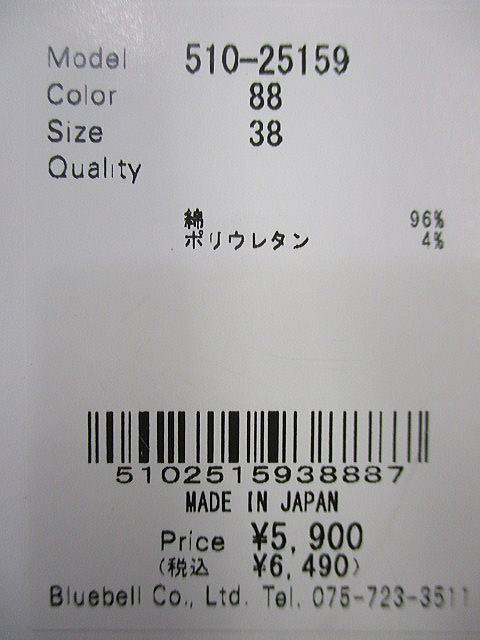 Model 510-25159
Color 88
Size 38
Quality
綿 96%
ポリウレタン 4%
5102515938887
MADE IN JAPAN
Price ¥5,900
(税込 ¥6,490)
Bluebell Co., Ltd. Tel. 075-723-3511